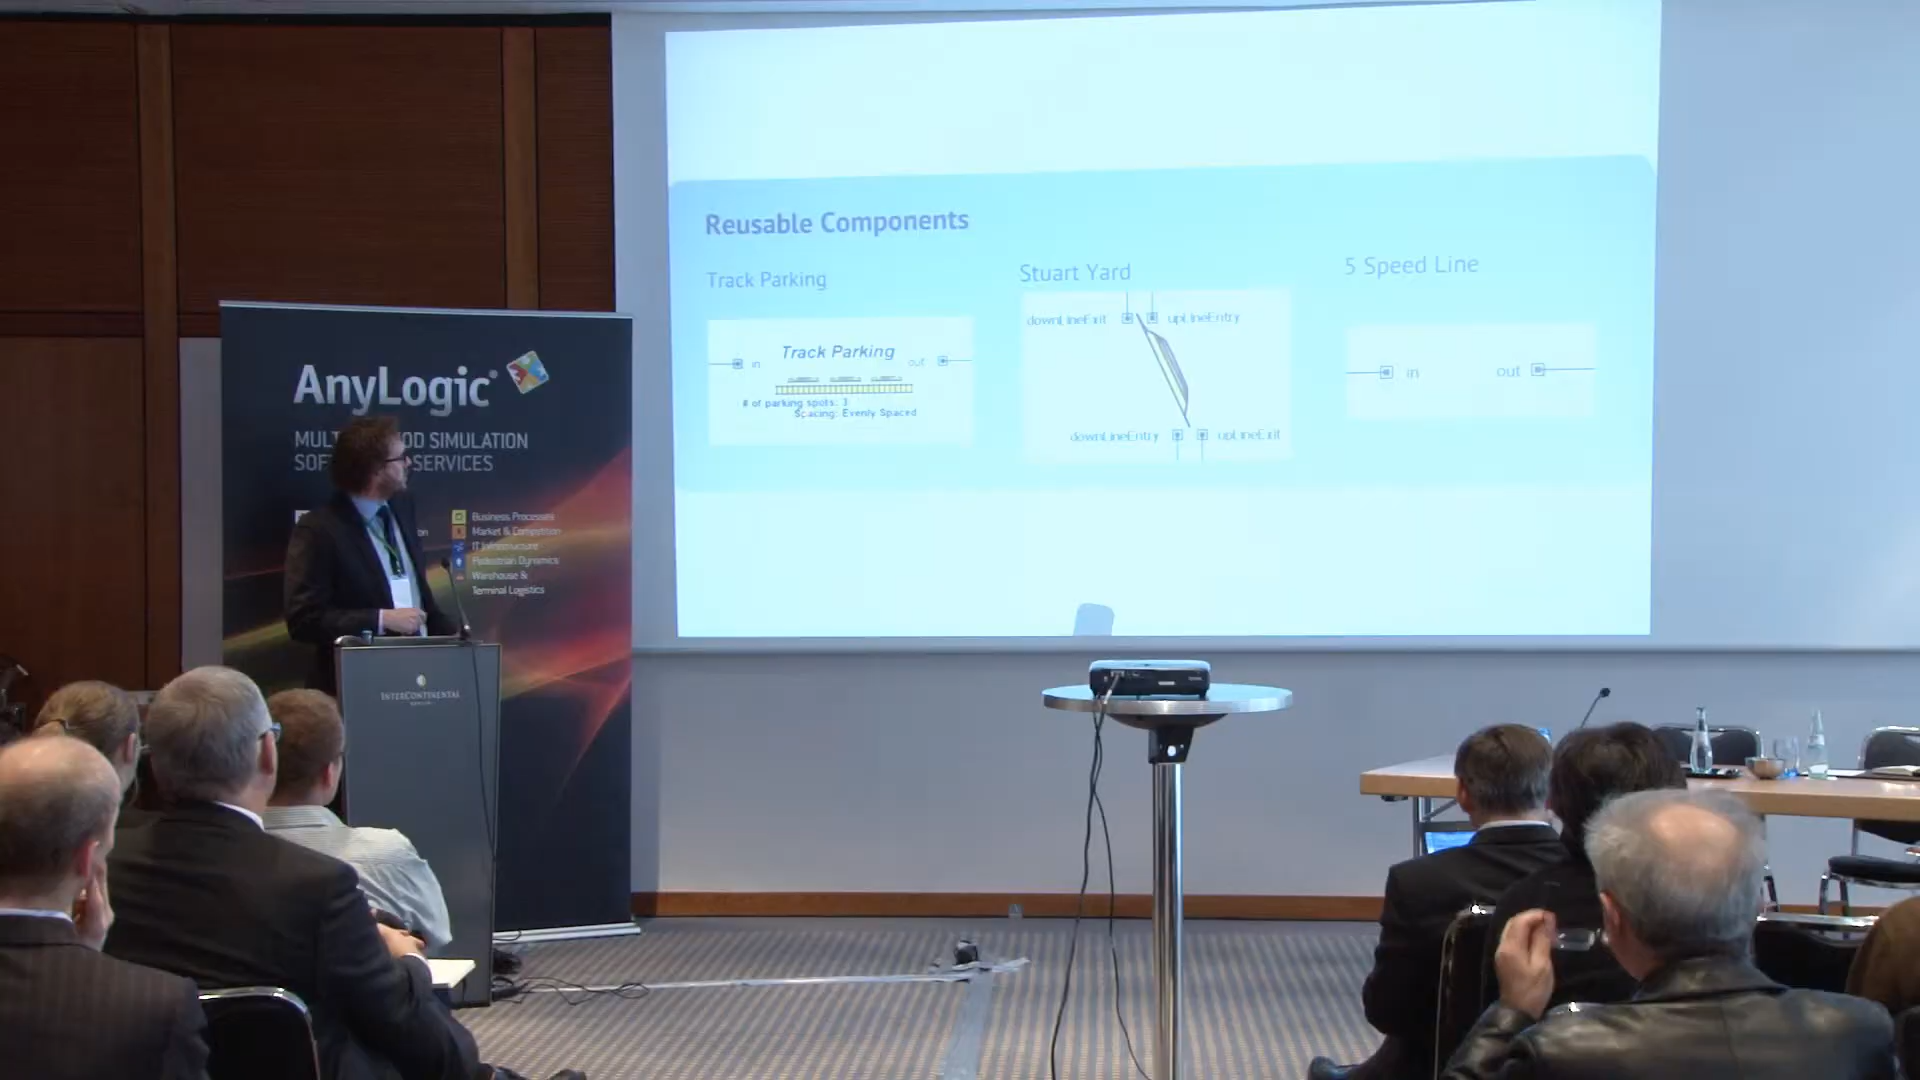 Reusable Components
Track Parking
Stuart Yard
5 Speed Line
in
Track Parking
out
# of parking spots: 3
Spacing: Evenly Spaced
downLineExit
upLineEntry
downLineEntry
upLineExit
in
out
AnyLogic®
MULT OD SIMULATION
SOF SERVICES
on
Business Processes
Market & Competition
IT Infrastructure
Pedestrian Dynamics
Warehouse &
Terminal Logistics
INTERCONTINENTAL